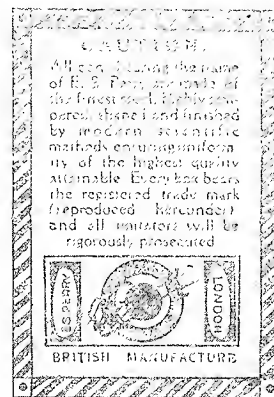 CAUTION.
All bearing the name
of E. S. Perry are made of
the finest steel, highly tem-
pered, shaped and finished
by modern scientific
methods ensuring uniform-
ity of the highest quality
attainable. Every box bears
the registered trade mark
(reproduced hereunder)
and all imitators will be
rigorously prosecuted
E.S. PERRY
LONDON
BRITISH MANUFACTURE